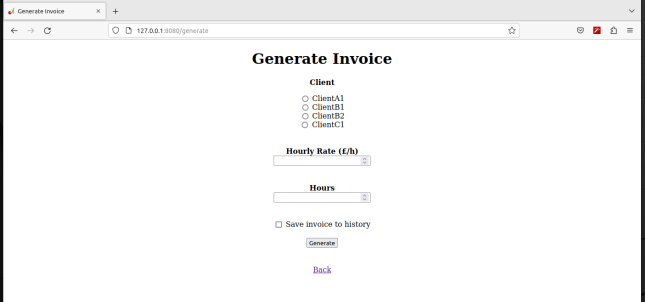 Generate Invoice
127.0.0.1:8080/generate
Generate Invoice
Client
ClientA1
ClientB1
ClientB2
ClientC1
Hourly Rate (£/h)
Hours
Save invoice to history
Generate
Back